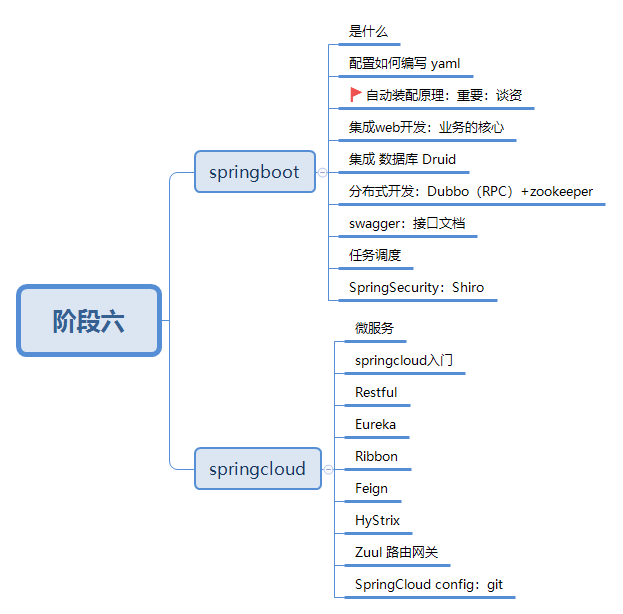 阶段六
springboot
是什么
配置如何编写 yaml
自动装配原理：重要：谈资
集成web开发：业务的核心
集成 数据库 Druid
分布式开发：Dubbo（RPC）+zookeeper
swagger：接口文档
任务调度
SpringSecurity：Shiro
springcloud
微服务
springcloud入门
Restful
Eureka
Ribbon
Feign
HyStrix
Zuul 路由网关
SpringCloud config：git